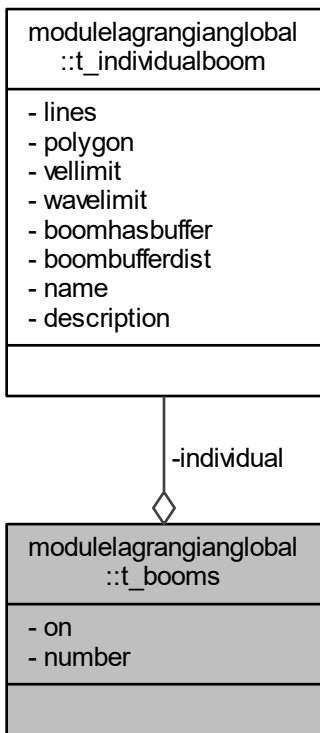 modulelagrangianglobal
::t_individualboom
- lines
- polygon
- vellimit
- wavelimit
- boomhasbuffer
- boombufferdist
- name
- description
-individual
modulelagrangianglobal
::t_booms
- on
- number